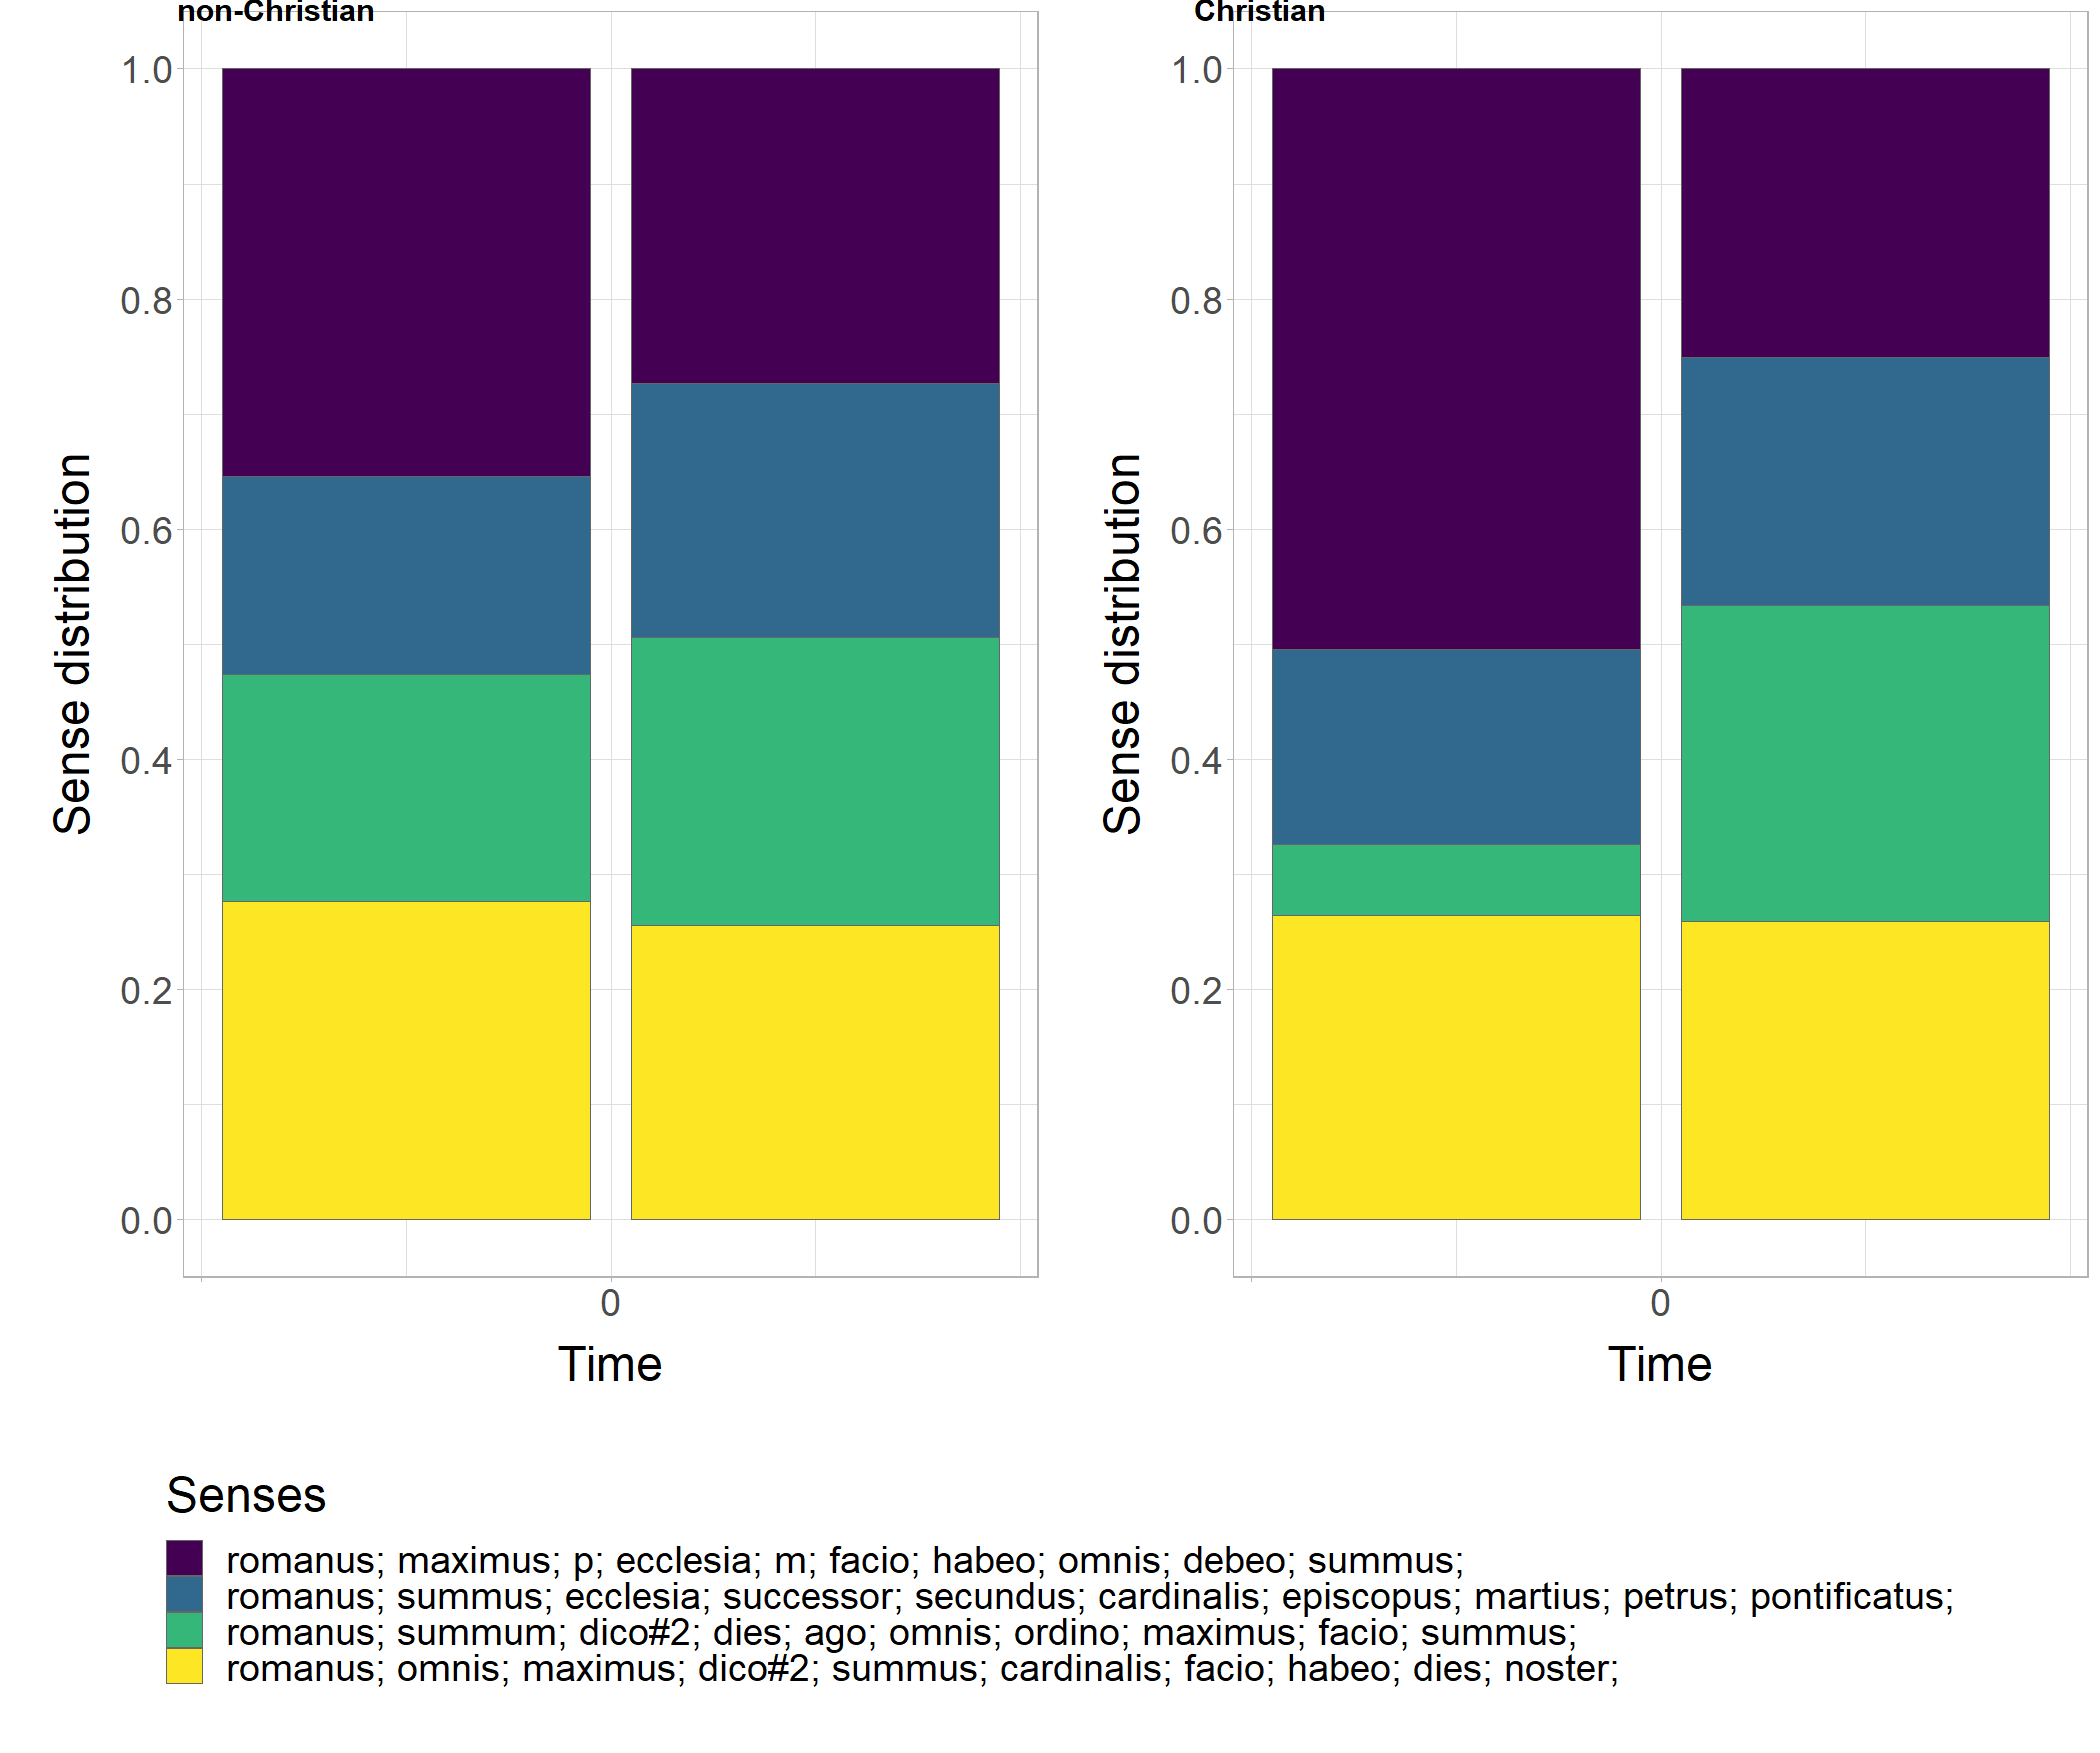 non-Christian
1.0
0.8
0.6
0.4
0.2
0.0
Sense distribution
0
Time
Christian
1.0
0.8
0.6
0.4
0.2
0.0
Sense distribution
0
Time
Senses
romanus; maximus; p; ecclesia; m; facio; habeo; omnis; debeo; summus;
romanus; summus; ecclesia; successor; secundus; cardinalis; episcopus; martius; petrus; pontificatus;
romanus; summum; dico#2; dies; ago; omnis; ordino; maximus; facio; summus;
romanus; omnis; maximus; dico#2; summus; cardinalis; facio; habeo; dies; noster;